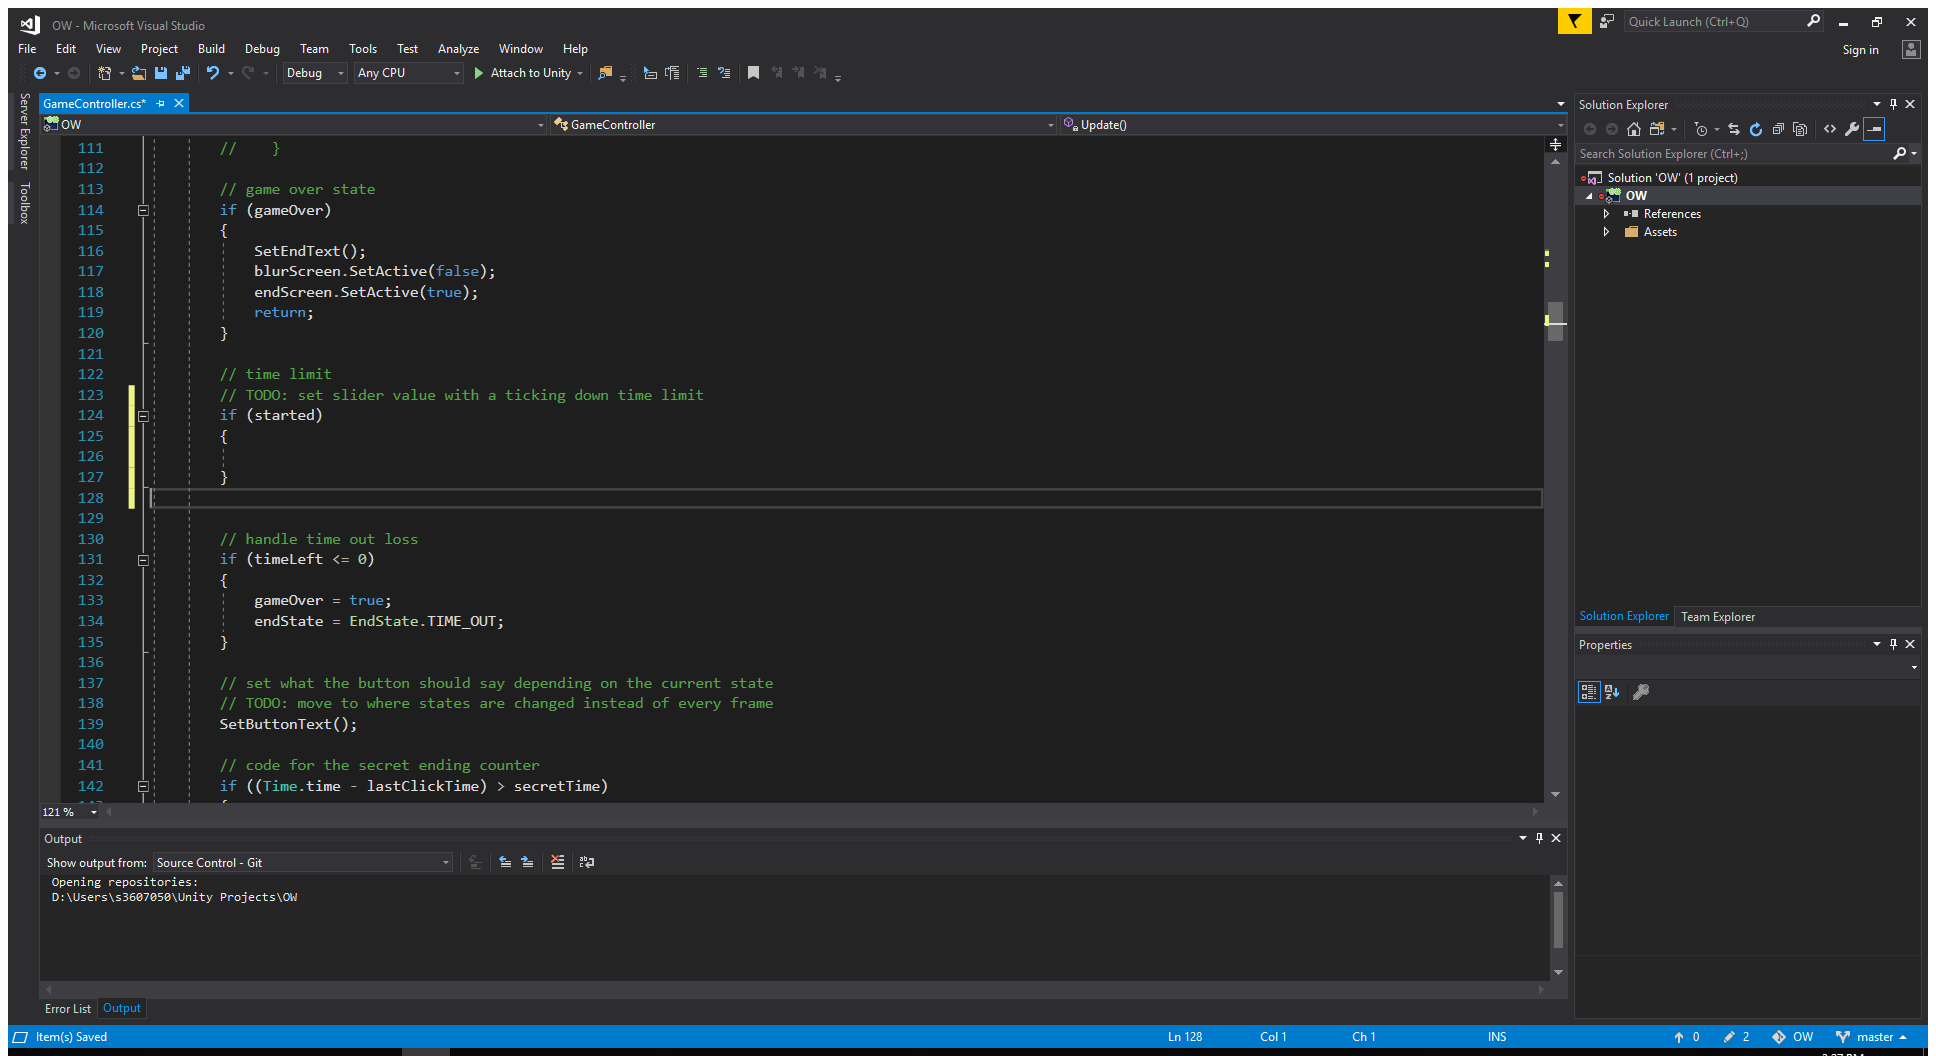 OW - Microsoft Visual Studio
Quick Launch (Ctrl+Q)
File Edit View Project Build Debug Team Tools Test Analyze Window Help
Sign in
Debug Any CPU Attach to Unity
Server Explorer
Toolbox
GameController.cs*
OW GameController Update()
111 // }
112
113 // game over state
114 if (gameOver)
115 {
116 SetEndText();
117 blurScreen.SetActive(false);
118 endScreen.SetActive(true);
119 return;
120 }
121
122 // time limit
123 // TODO: set slider value with a ticking down time limit
124 if (started)
125 {
126
127 }
128
129
130 // handle time out loss
131 if (timeLeft <= 0)
132 {
133 gameOver = true;
134 endState = EndState.TIME_OUT;
135 }
136
137 // set what the button should say depending on the current state
138 // TODO: move to where states are changed instead of every frame
139 SetButtonText();
140
141 // code for the secret ending counter
142 if ((Time.time - lastClickTime) > secretTime)
121 %
Output
Show output from: Source Control - Git
Opening repositories:
D:\Users\s3607050\Unity Projects\OW
Error List Output
Solution Explorer
Search Solution Explorer (Ctrl+;)
Solution 'OW' (1 project)
OW
References
Assets
Solution Explorer Team Explorer
Properties
Item(s) Saved Ln 128 Col 1 Ch 1 INS 0 2 OW master